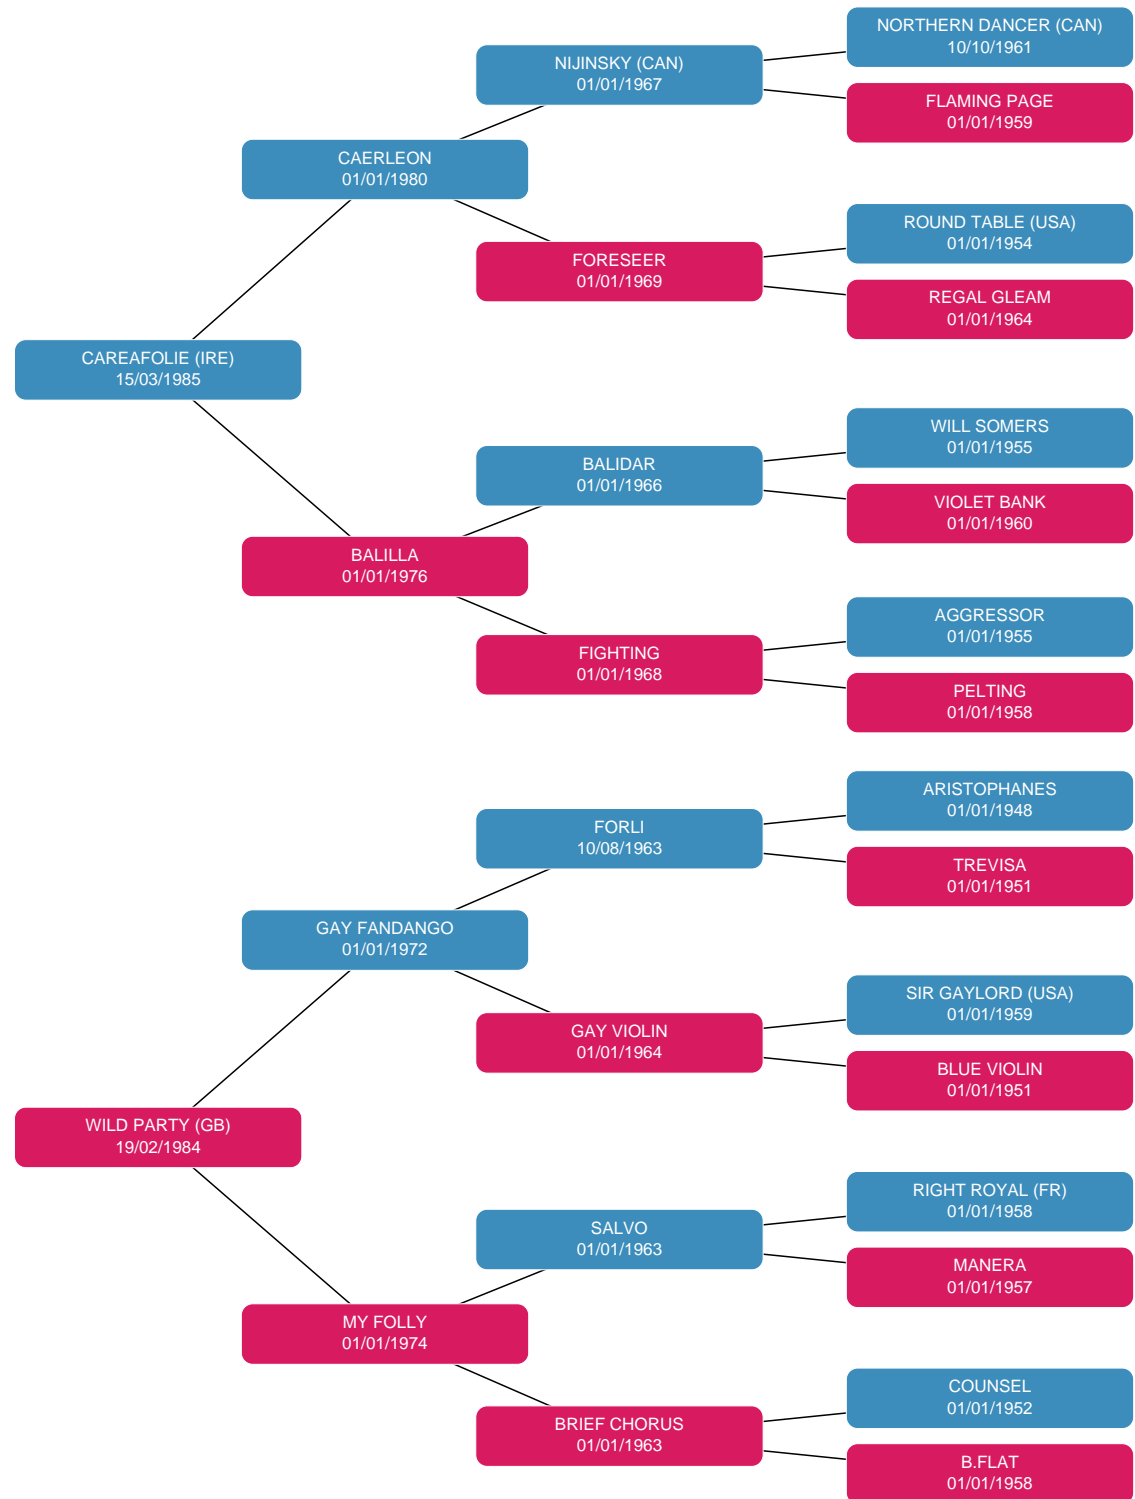 NORTHERN DANCER (CAN)
10/10/1961
NIJINSKY (CAN)
01/01/1967
FLAMING PAGE
01/01/1959
CAERLEON
01/01/1980
ROUND TABLE (USA)
01/01/1954
FORESEER
01/01/1969
REGAL GLEAM
01/01/1964
CAREAFOLIE (IRE)
15/03/1985
WILL SOMERS
01/01/1955
BALIDAR
01/01/1966
VIOLET BANK
01/01/1960
BALILLA
01/01/1976
AGGRESSOR
01/01/1955
FIGHTING
01/01/1968
PELTING
01/01/1958
ARISTOPHANES
01/01/1948
FORLI
10/08/1963
TREVISA
01/01/1951
GAY FANDANGO
01/01/1972
SIR GAYLORD (USA)
01/01/1959
GAY VIOLIN
01/01/1964
BLUE VIOLIN
01/01/1951
WILD PARTY (GB)
19/02/1984
RIGHT ROYAL (FR)
01/01/1958
SALVO
01/01/1963
MANERA
01/01/1957
MY FOLLY
01/01/1974
COUNSEL
01/01/1952
BRIEF CHORUS
01/01/1963
B.FLAT
01/01/1958